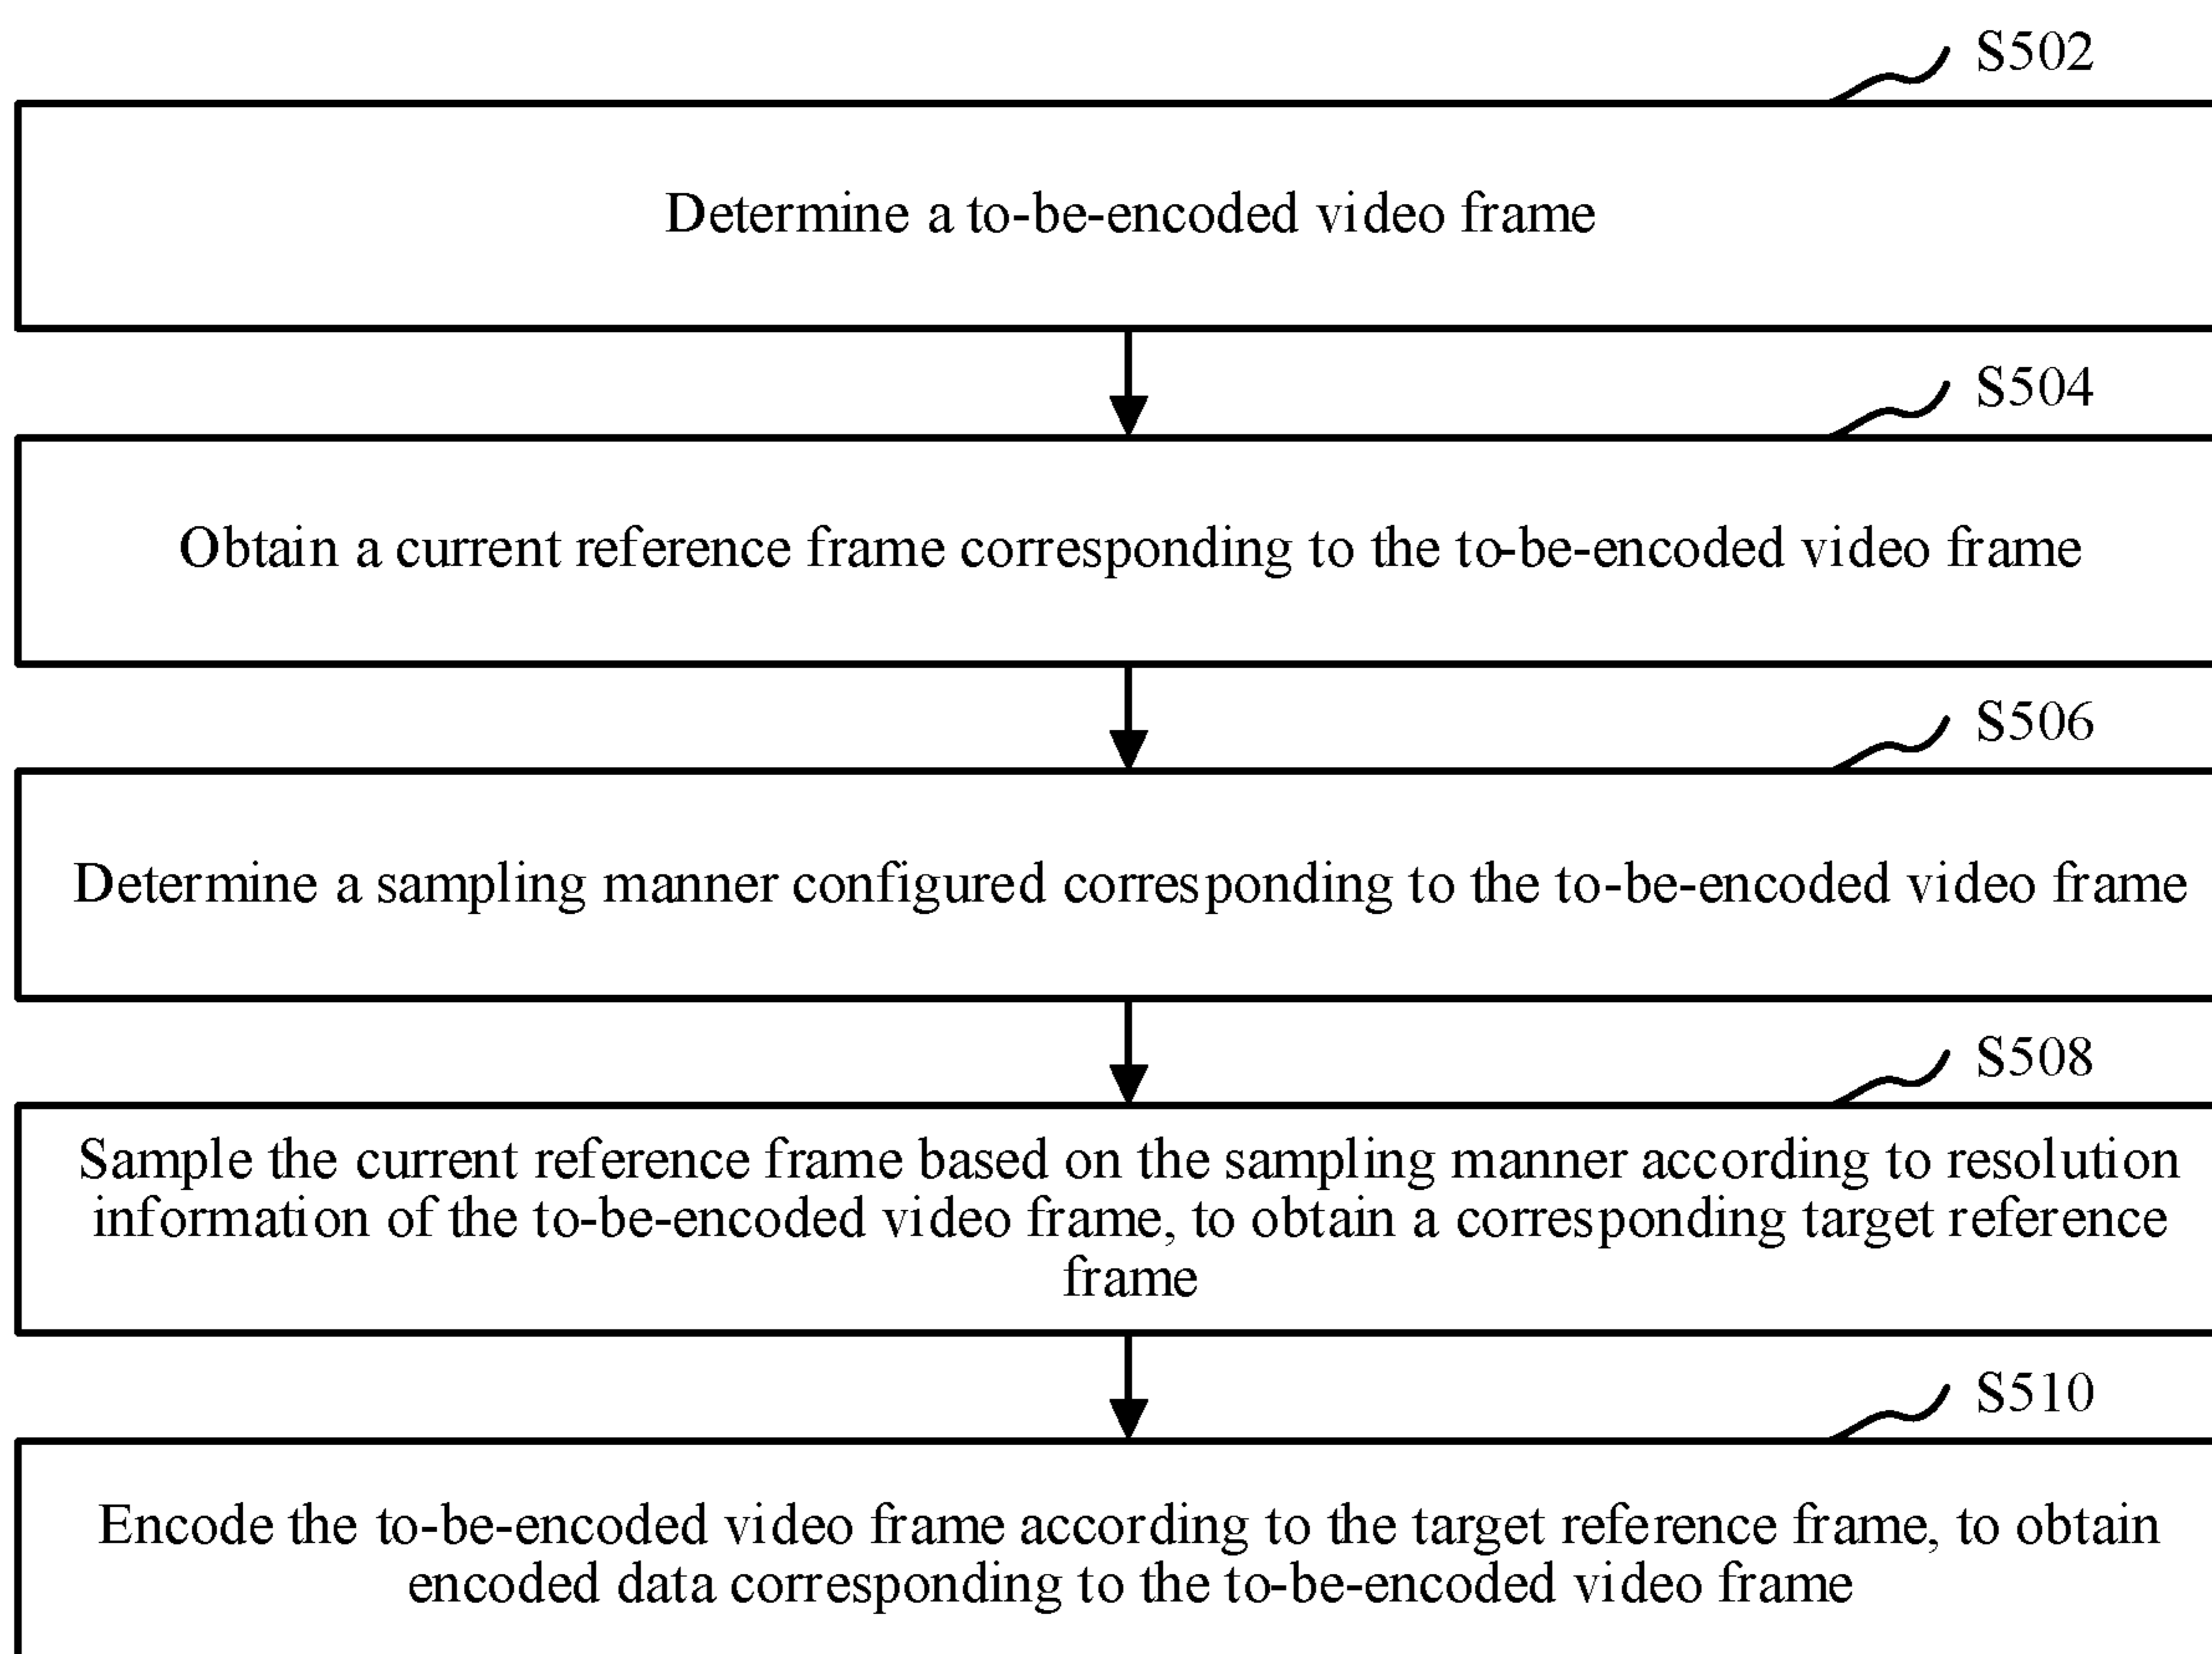 S502
Determine a to-be-encoded video frame
S504
Obtain a current reference frame corresponding to the to-be-encoded video frame
S506
Determine a sampling manner configured corresponding to the to-be-encoded video frame
S508
Sample the current reference frame based on the sampling manner according to resolution
information of the to-be-encoded video frame, to obtain a corresponding target reference
frame
S510
Encode the to-be-encoded video frame according to the target reference frame, to obtain
encoded data corresponding to the to-be-encoded video frame